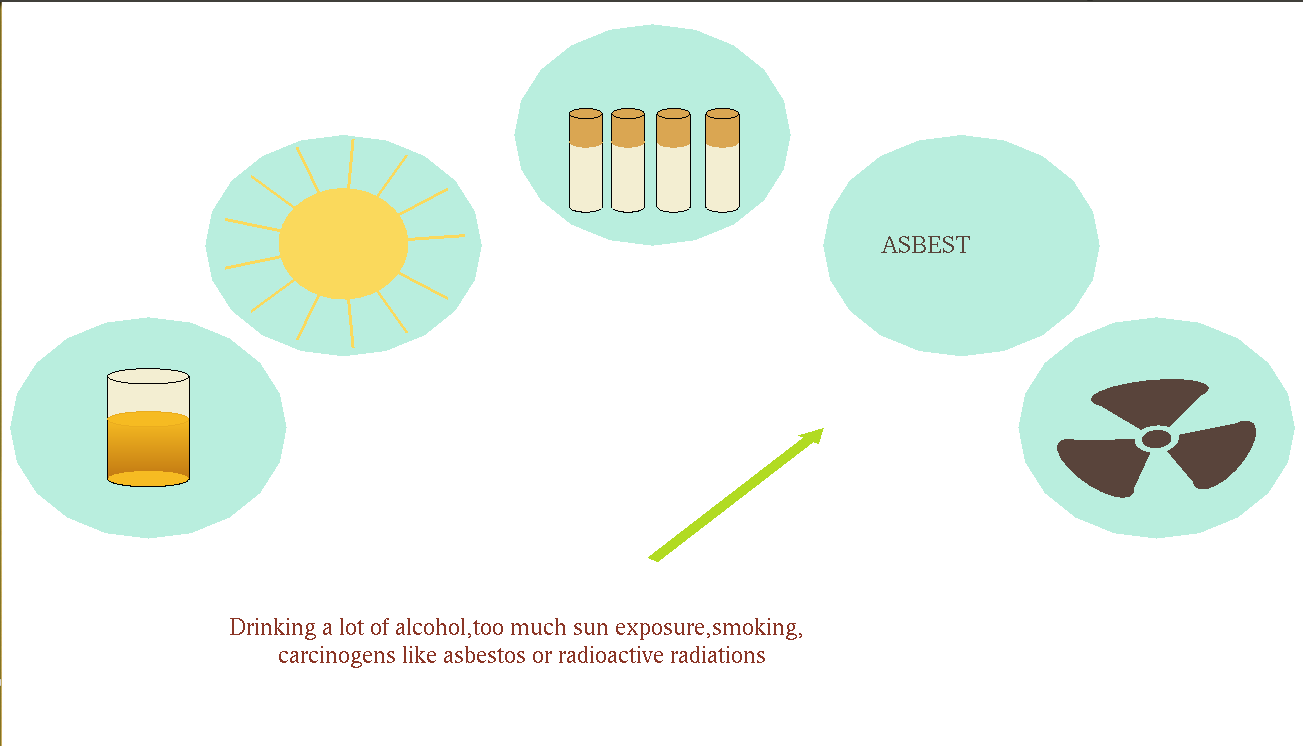 ASBEST
Drinking a lot of alcohol,too much sun exposure,smoking,
carcinogens like asbestos or radioactive radiations